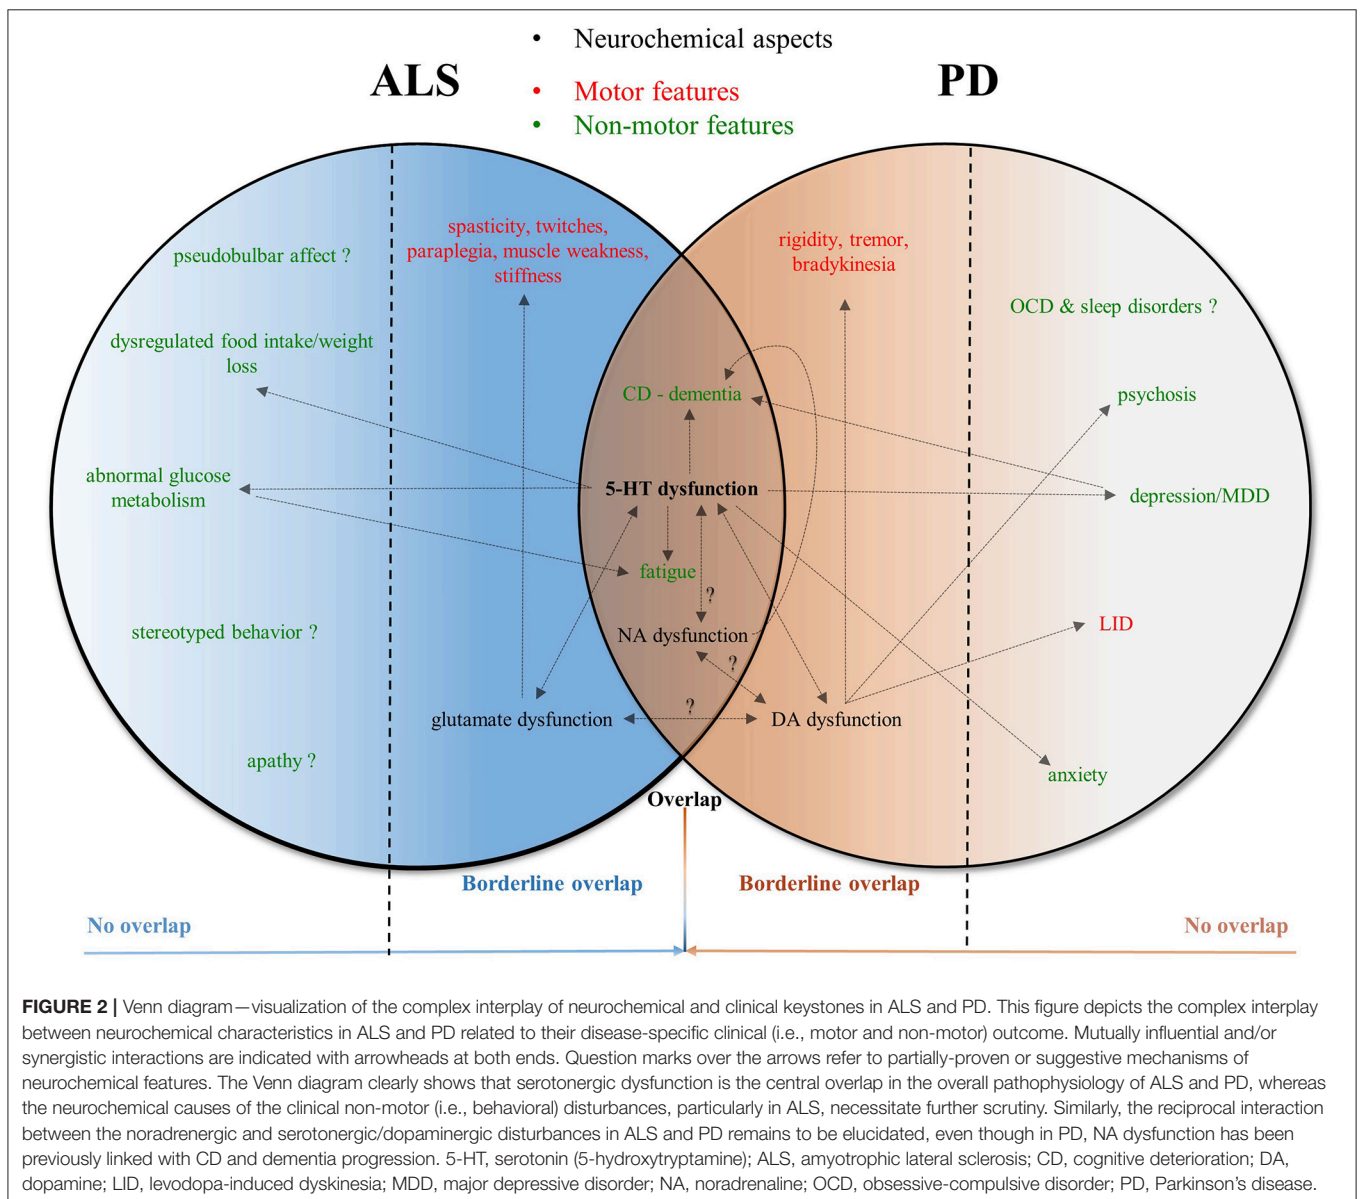 • Neurochemical aspects
ALS
PD
• Motor features
• Non-motor features
spasticity, twitches,
paraplegia, muscle weakness,
stiffness
rigidity, tremor,
bradykinesia
pseudobulbar affect ?
OCD & sleep disorders ?
dysregulated food intake/weight
loss
CD - dementia
psychosis
abnormal glucose
metabolism
5-HT dysfunction
depression/MDD
fatigue
?
stereotyped behavior ?
NA dysfunction
LID
?
?
glutamate dysfunction
DA dysfunction
apathy ?
anxiety
Overlap
Borderline overlap
Borderline overlap
No overlap
No overlap
FIGURE 2 | Venn diagram—visualization of the complex interplay of neurochemical and clinical keystones in ALS and PD. This figure depicts the complex interplay
between neurochemical characteristics in ALS and PD related to their disease-specific clinical (i.e., motor and non-motor) outcome. Mutually influential and/or
synergistic interactions are indicated with arrowheads at both ends. Question marks over the arrows refer to partially-proven or suggestive mechanisms of
neurochemical features. The Venn diagram clearly shows that serotonergic dysfunction is the central overlap in the overall pathophysiology of ALS and PD, whereas
the neurochemical causes of the clinical non-motor (i.e., behavioral) disturbances, particularly in ALS, necessitate further scrutiny. Similarly, the reciprocal interaction
between the noradrenergic and serotonergic/dopaminergic disturbances in ALS and PD remains to be elucidated, even though in PD, NA dysfunction has been
previously linked with CD and dementia progression. 5-HT, serotonin (5-hydroxytryptamine); ALS, amyotrophic lateral sclerosis; CD, cognitive deterioration; DA,
dopamine; LID, levodopa-induced dyskinesia; MDD, major depressive disorder; NA, noradrenaline; OCD, obsessive-compulsive disorder; PD, Parkinson's disease.